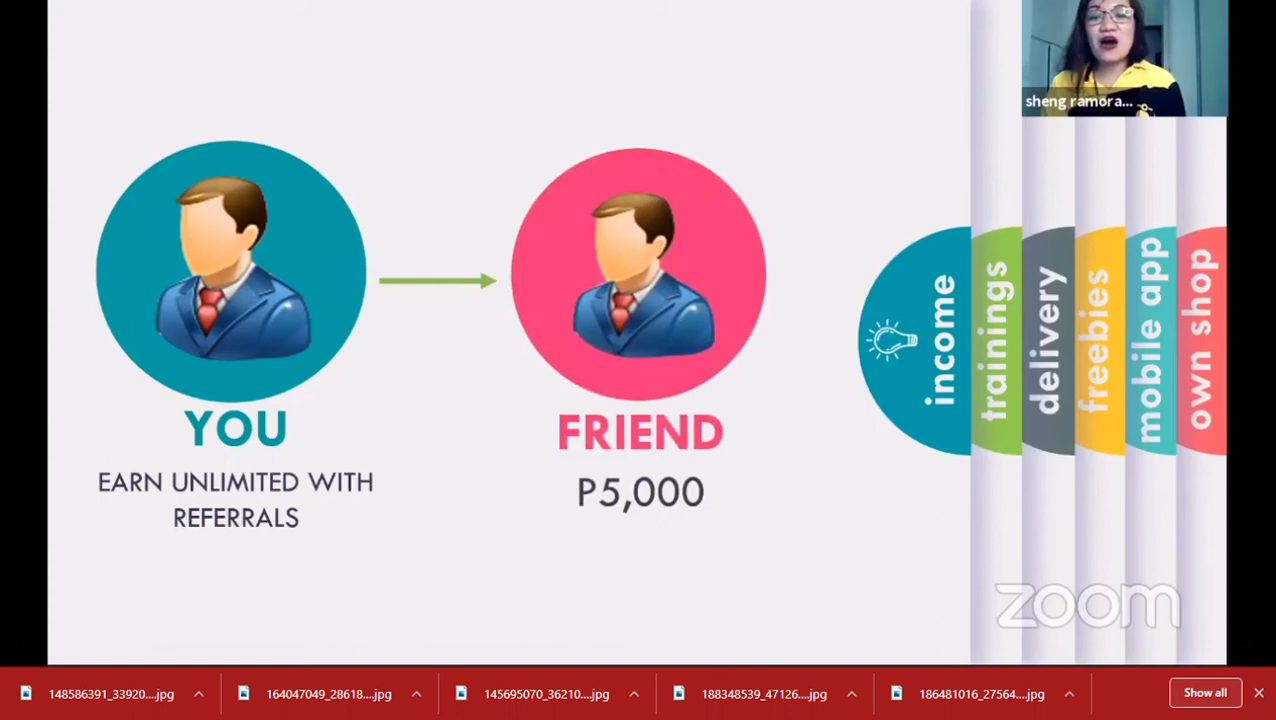 sheng ramora...
YOU
EARN UNLIMITED WITH
REFERRALS
FRIEND
P5,000
income
trainings
delivery
freebies
mobile app
own shop
zoom
148586391_33920....jpg
164047049_28618....jpg
145695070_36210....jpg
188348539_47126....jpg
186481016_27564....jpg
Show all